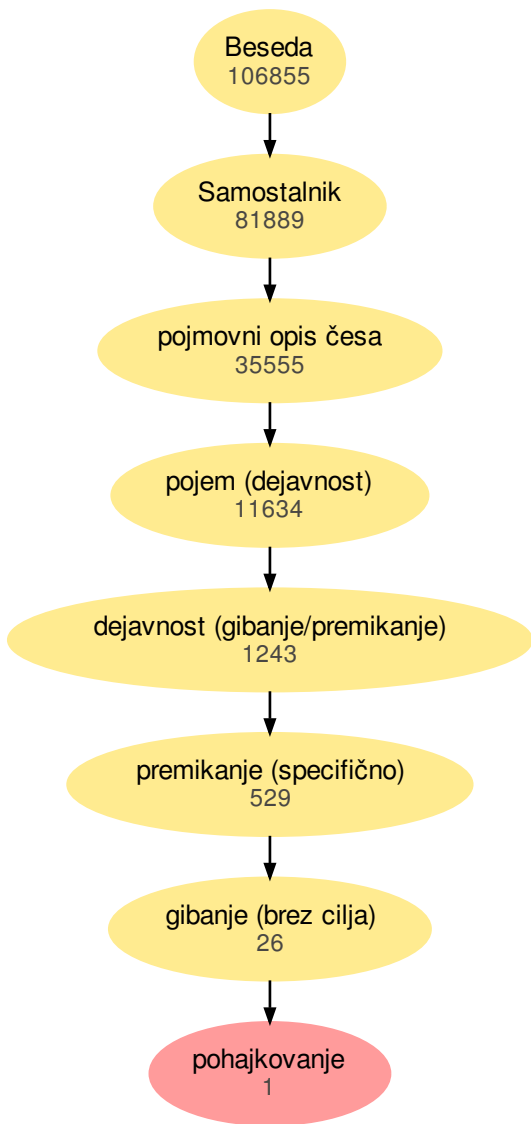 Beseda
106855
Samostalnik
81889
pojmovni opis česa
35555
pojem (dejavnost)
11634
dejavnost (gibanje/premikanje)
1243
premikanje (specifično)
529
gibanje (brez cilja)
26
pohajkovanje
1